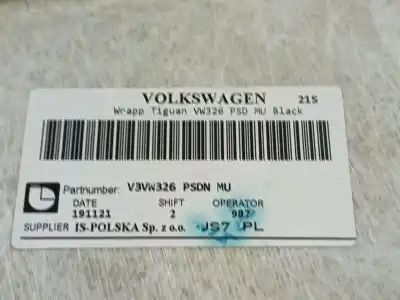 VOLKSWAGEN 21S
Wrapp Tiguan VW326 PSD MU Black
Partnumber: V3VW326 PSDN MU
DATE SHIFT OPERATOR
191121 2 987
SUPPLIER IS-POLSKA Sp. z o.o. JS7 PL